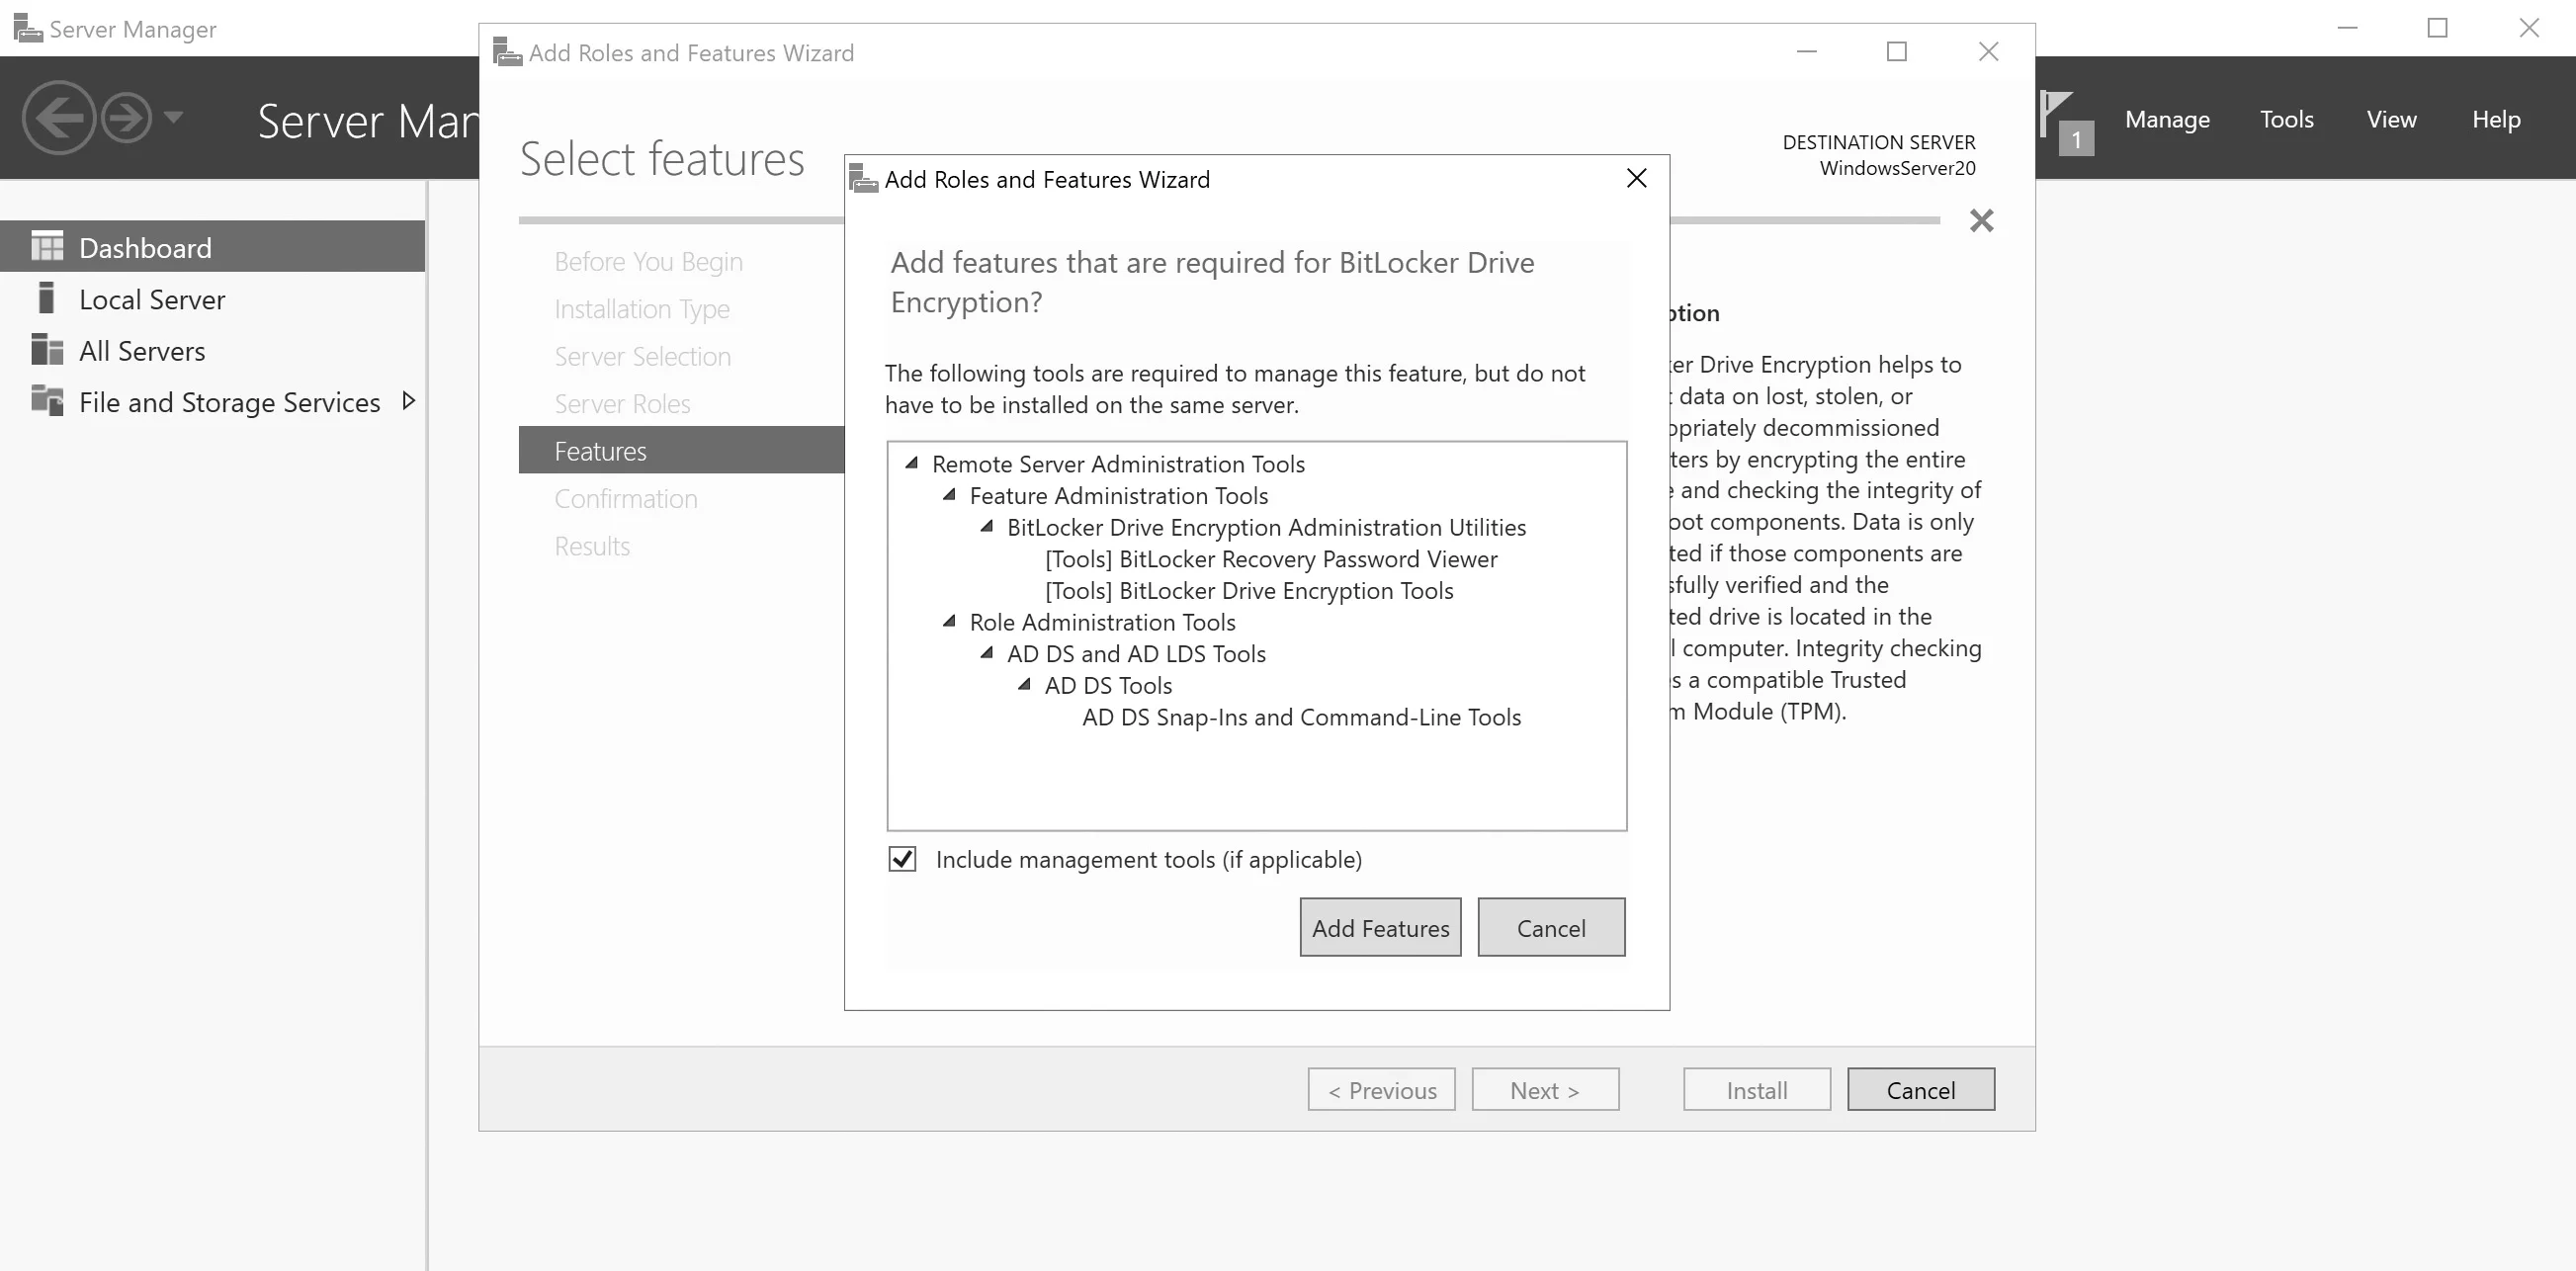 Server Manager
Add Roles and Features Wizard
Server Man
1
Manage
Tools
View
Help
Select features
DESTINATION SERVER
WindowsServer20
Dashboard
Local Server
All Servers
File and Storage Services
Before You Begin
Installation Type
Server Selection
Server Roles
Features
Confirmation
Results
Add Roles and Features Wizard
Add features that are required for BitLocker Drive
Encryption?
The following tools are required to manage this feature, but do not
have to be installed on the same server.
Remote Server Administration Tools
Feature Administration Tools
BitLocker Drive Encryption Administration Utilities
[Tools] BitLocker Recovery Password Viewer
[Tools] BitLocker Drive Encryption Tools
Role Administration Tools
AD DS and AD LDS Tools
AD DS Tools
AD DS Snap-Ins and Command-Line Tools
Include management tools (if applicable)
Add Features
Cancel
ption
er Drive Encryption helps to
data on lost, stolen, or
opriately decommissioned
ters by encrypting the entire
and checking the integrity of
oot components. Data is only
ted if those components are
sfully verified and the
ted drive is located in the
l computer. Integrity checking
s a compatible Trusted
m Module (TPM).
< Previous
Next >
Install
Cancel